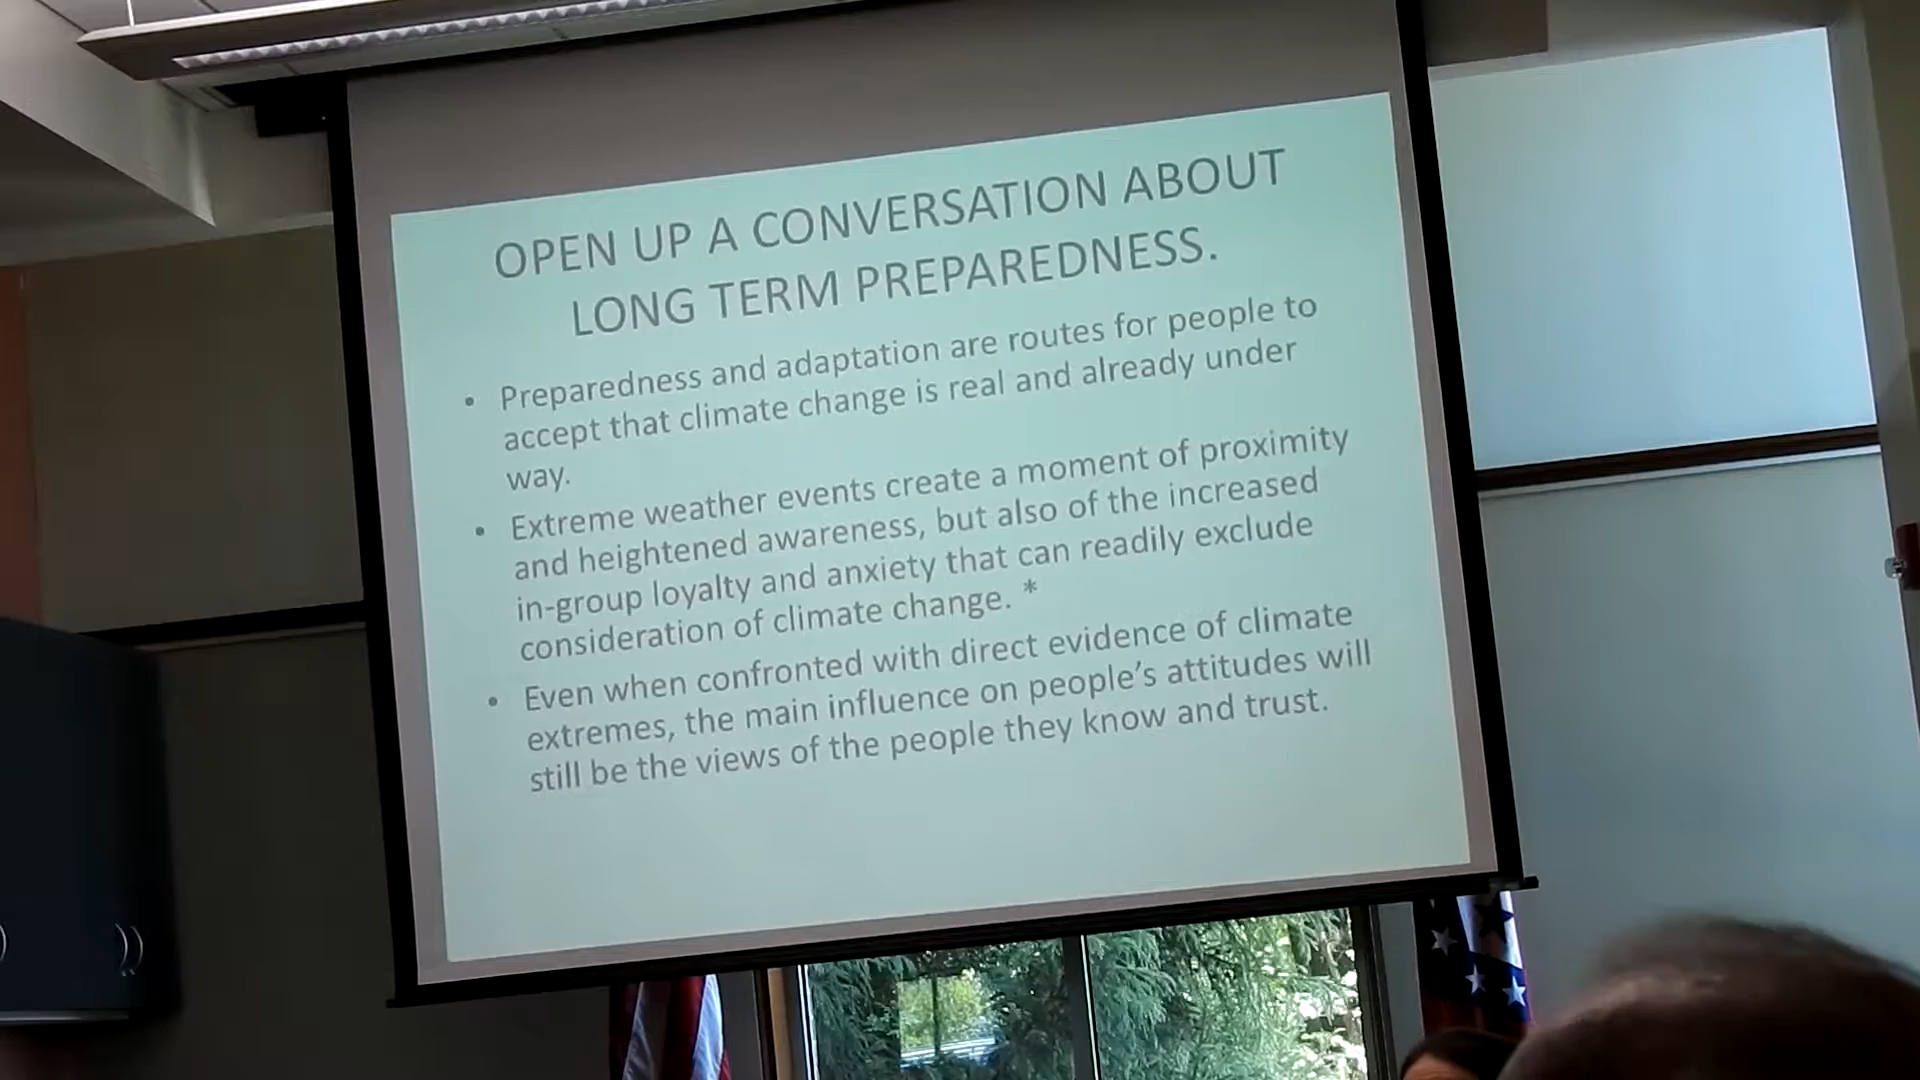 OPEN UP A CONVERSATION ABOUT
LONG TERM PREPAREDNESS.
• Preparedness and adaptation are routes for people to
accept that climate change is real and already under
way.
• Extreme weather events create a moment of proximity
and heightened awareness, but also of the increased
in-group loyalty and anxiety that can readily exclude
consideration of climate change. *
• Even when confronted with direct evidence of climate
extremes, the main influence on people’s attitudes will
still be the views of the people they know and trust.